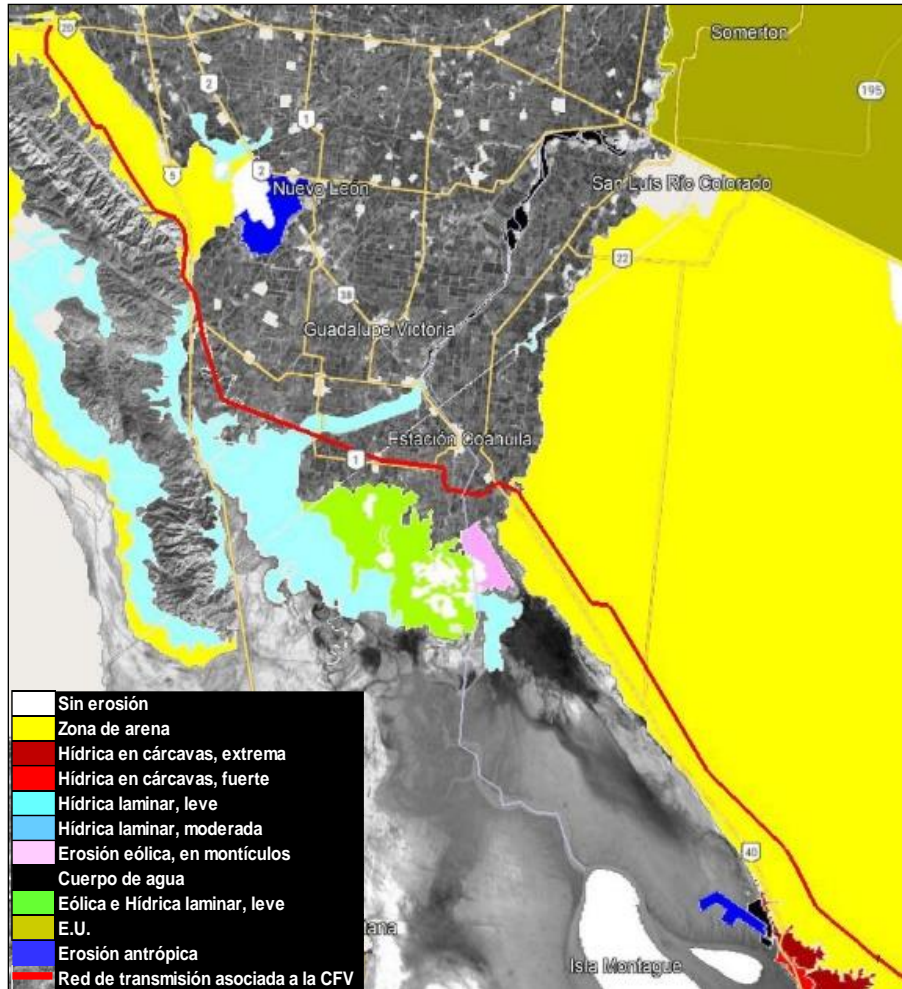 20
Somerton
2
195
1
5
2
Nuevo León
San Luis Río Colorado
22
38
Guadalupe Victoria
Estación Coahuila
1
40
Isla Montague
Sin erosión
Zona de arena
Hídrica en cárcavas, extrema
Hídrica en cárcavas, fuerte
Hídrica laminar, leve
Hídrica laminar, moderada
Erosión eólica, en montículos
Cuerpo de agua
Eólica e Hídrica laminar, leve
E.U.
Erosión antrópica
Red de transmisión asociada a la CFV